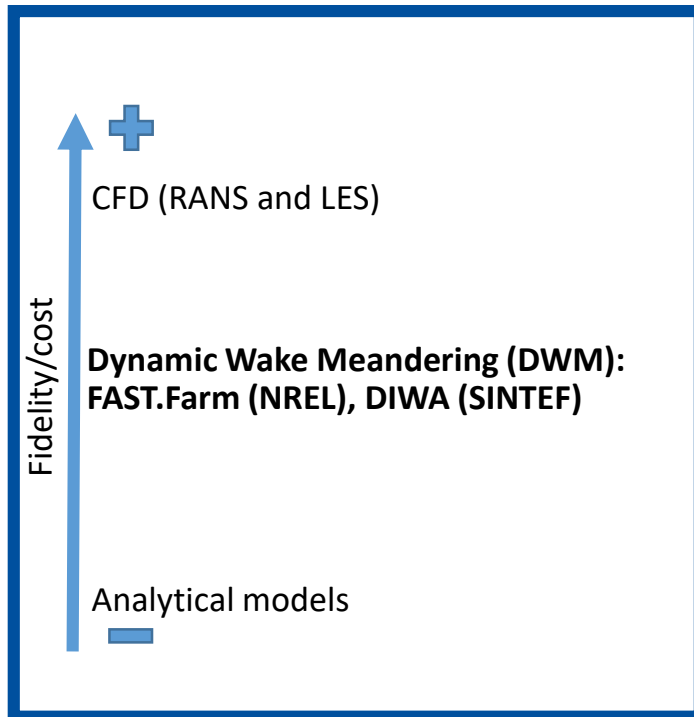 CFD (RANS and LES)
Fidelity/cost
Dynamic Wake Meandering (DWM):
FAST.Farm (NREL), DIWA (SINTEF)
Analytical models